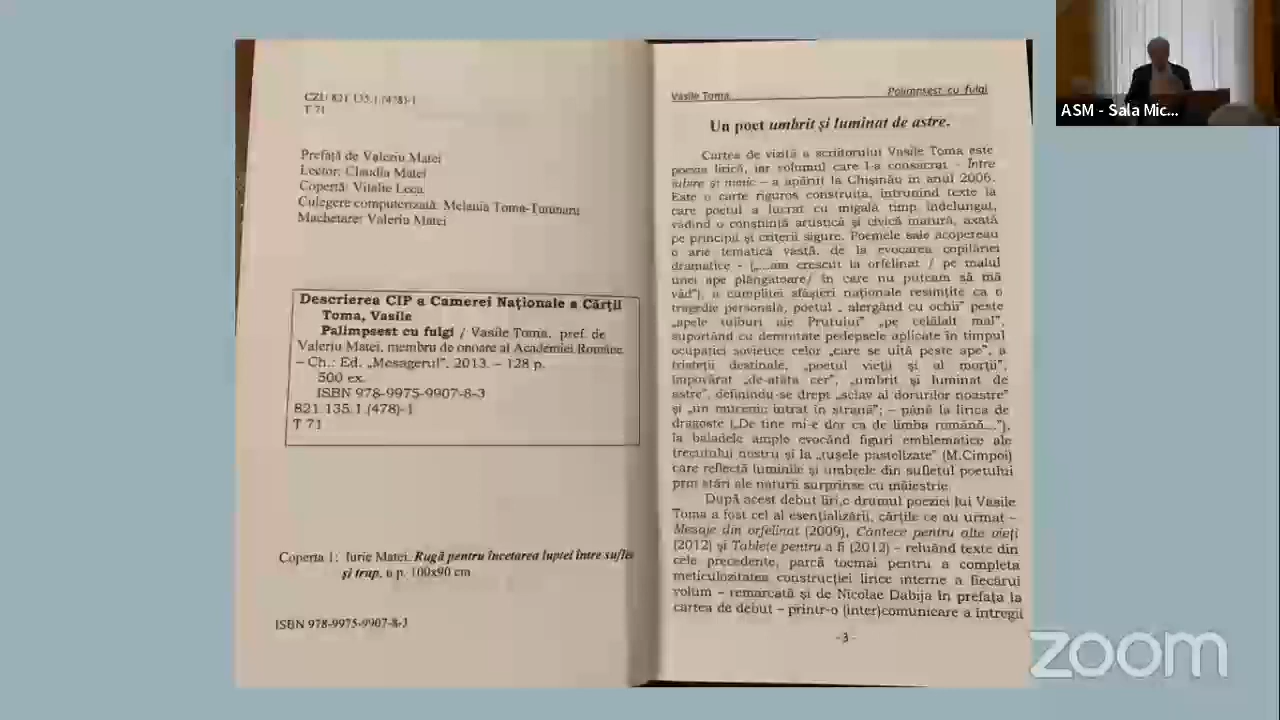 CZU 821.135.1.(478)-1
T 71
Prefață de Valeriu Matei
Lector: Claudia Matei
Copertă: Vitalie Leca
Culegere computerizată: Melania Toma-Tumuraru
Machetare: Valeriu Matei
Descrierea CIP a Camerei Naționale a Cărții
Toma, Vasile
Palimpsest cu fulgi / Vasile Toma, pref. de
Valeriu Matei, membru de onoare al Academiei Române.
– Ch.: Ed. „Mesagerul”, 2013. – 128 p.
500 ex.
ISBN 978-9975-9907-8-3
821.135.1.(478)-1
T 71
Coperta 1: Iurie Matei. Rugă pentru încetarea luptei între suflet
și trup, u.p. 100x90 cm
ISBN 978-9975-9907-8-3
Vasile Toma Palimpsest cu fulgi
Un poet umbrit și luminat de astre.
Cartea de vizită a scriitorului Vasile Toma este
poezia lirică, iar volumul care l-a consacrat – Între
iubire și manie – a apărut la Chișinău în anul 2006.
Este o carte riguros construită, întrunind texte la
care poetul a lucrat cu migală timp îndelungat,
vădind o conștiință artistică și civică matură, axată
pe principii și criterii sigure. Poemele sale acopereau
o arie tematică vastă, de la evocarea copilăriei
dramatice – („...am crescut la orfelinat / pe malul
unei ape plângătoare/ în care nu puteam să mă
văd”), a cumplitei sfâșieri naționale resimțite ca o
tragedie personală, poetul „ alergând cu ochii” peste
„apele tulburi ale Prutului” „pe celălalt mal”,
suportând cu demnitate pedepsele aplicate în timpul
ocupației sovietice celor „care se uită peste ape”, a
tristeții destinale, „poetul vieții și al morții”,
împovărat „de-atâta cer”, „umbrit și luminat de
astre”, definindu-se drept „sclav al dorurilor noastre”
și „un mucenic intrat în strană”; – până la lirica de
dragoste („De tine mi-e dor ca de limba română...”),
la baladele ample evocând figuri emblematice ale
trecutului nostru și la „tușele pastelizate” (M.Cimpoi)
care reflectă luminile și umbrele din sufletul poetului
prin stări ale naturii surprinse cu măiestrie.
După acest debut liric drumul poeziei lui Vasile
Toma a fost cel al esențializării, cărțile ce au urmat –
Mesaje din orfelinat (2009), Cântece pentru alte vieți
(2012) și Tablete pentru a fi (2012) – reluând texte din
cele precedente, parcă tocmai pentru a completa
meticulozitatea construcției lirice interne a fiecărui
volum – remarcată și de Nicolae Dabija în prefața la
cartea de debut – printr-o (inter)comunicare a întregii
-3-
ASM - Sala Mic...
zoom